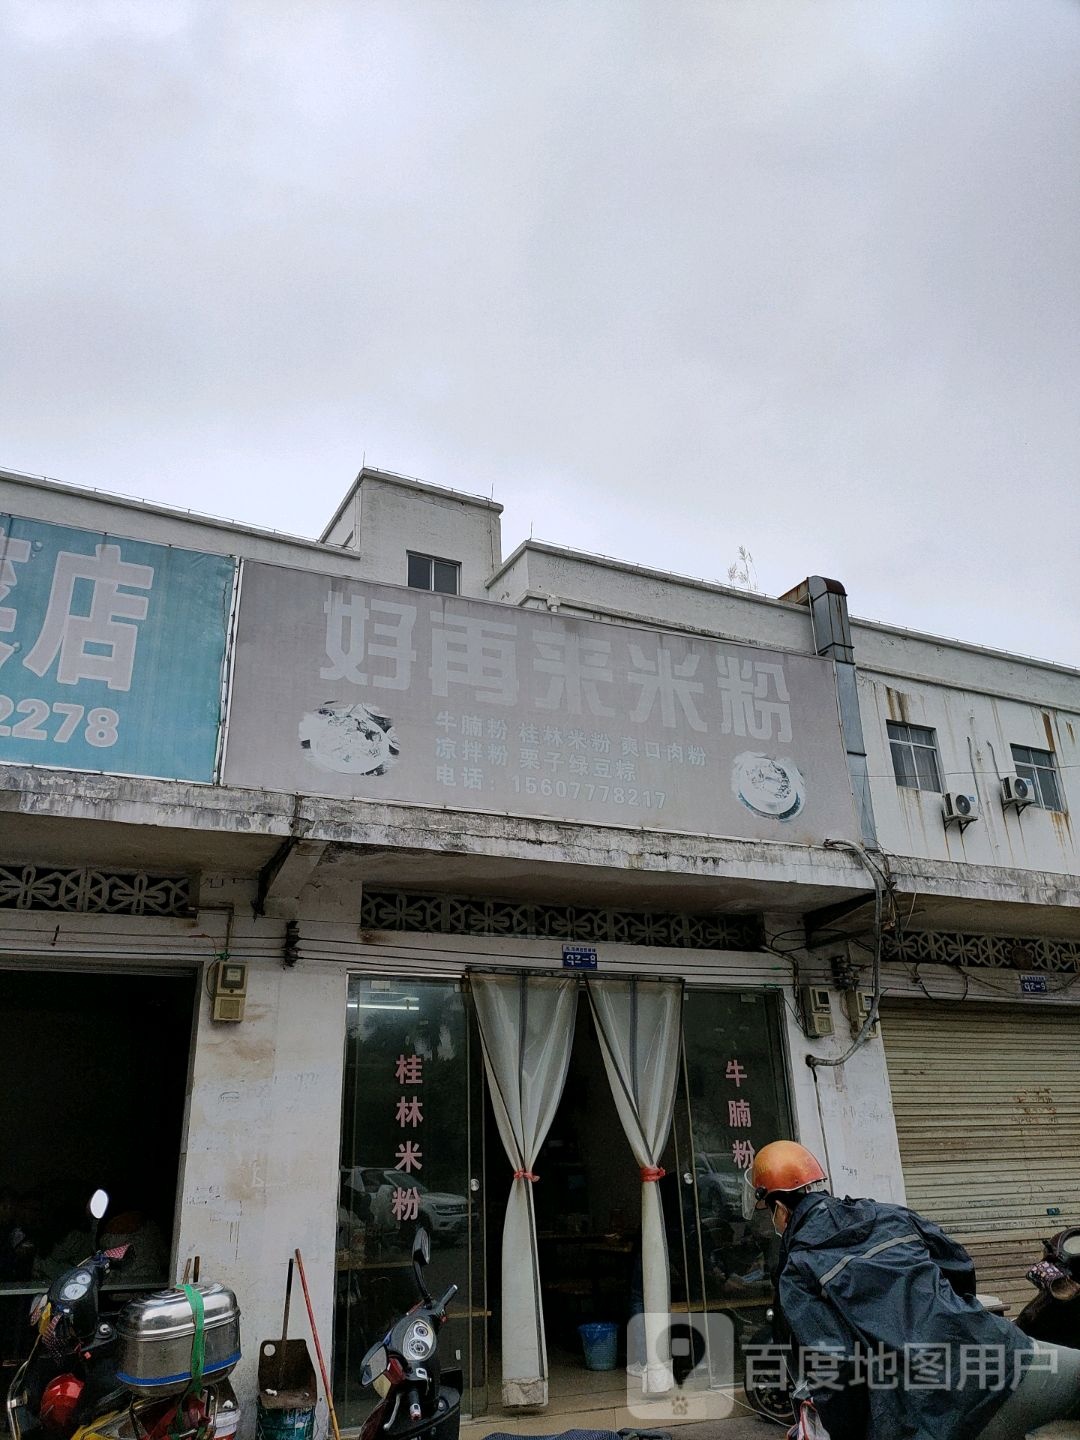 店
2278
好再来米粉
牛腩粉 桂林米粉 爽口肉粉
凉拌粉 栗子绿豆粽
电话：15607778217
桂林米粉
牛腩粉
百度地图用户